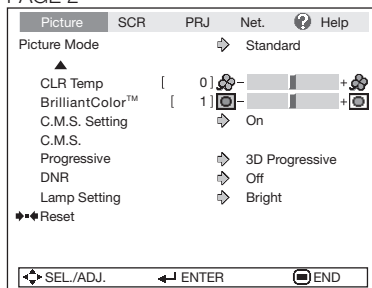 PAGE 2
Picture SCR PRJ Net. ? Help
Picture Mode Standard
CLR Temp [ 0] - +
BrilliantColor™ [ 1] - +
C.M.S. Setting On
C.M.S.
Progressive 3D Progressive
DNR Off
Lamp Setting Bright
Reset
SEL./ADJ. ENTER END